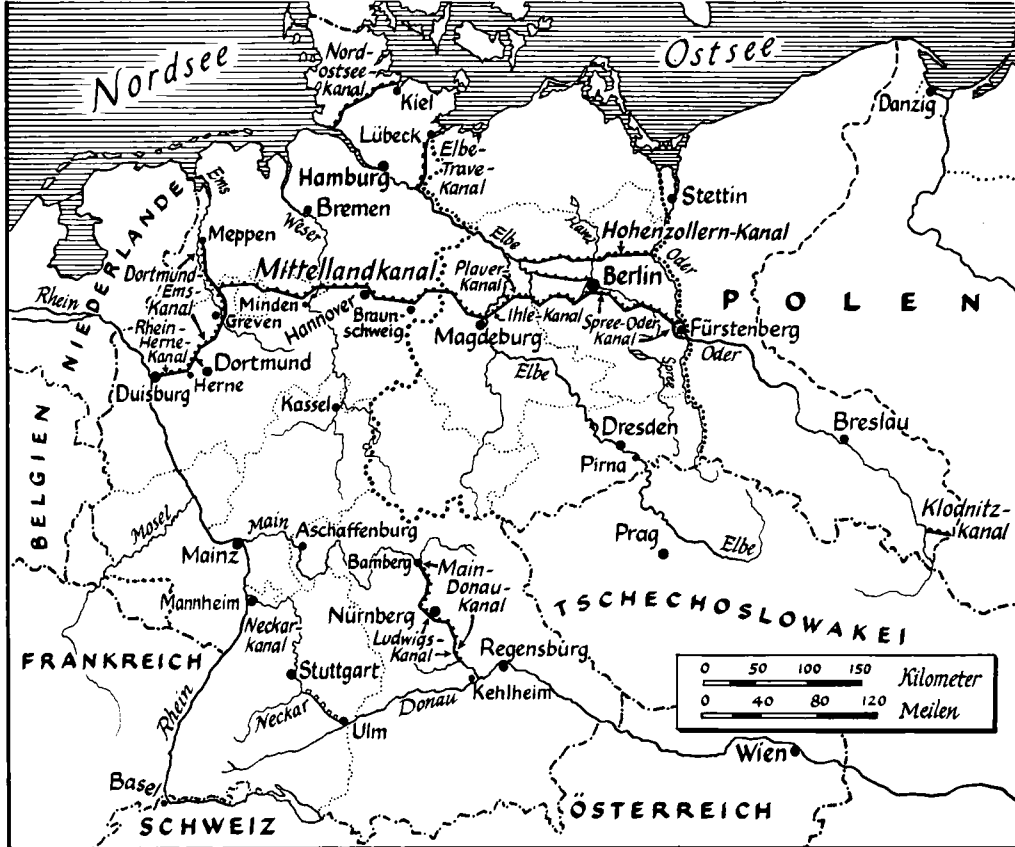 Nordsee
Ostsee
Nord-
ostsee-
kanal
Kiel
Lübeck
Danzig
Elbe-
Trave-
Kanal
Hamburg
Ems
Stettin
Bremen
Weser
Elbe
Havel
Hohenzollern-Kanal
Oder
Meppen
NIEDERLANDE
Mittellandkanal
Plauer-
kanal
Berlin
POLEN
Dortmund-
Ems-
Kanal
Rhein
Minden
Hannover
Braun-
schweig
Ihle-Kanal
Spree-Oder
Kanal
Greven
Rhein-
Herne-
Kanal
Magdeburg
Fürstenberg
Oder
Dortmund
Herne
Duisburg
Elbe
Spree
Kassel
BELGIEN
Dresden
Breslau
Pirna
Mosel
Klodnitz-
kanal
Main
Aschaffenburg
Prag
Elbe
Mainz
Bamberg
Main-
Donau-
Kanal
Mannheim
Nürnberg
TSCHECHOSLOWAKEI
Neckar-
kanal
Ludwigs-
Kanal
FRANKREICH
Stuttgart
Regensburg
Kehlheim
0 50 100 150 Kilometer
0 40 80 120 Meilen
Rhein
Neckar
Donau
Ulm
Wien
Basel
SCHWEIZ
ÖSTERREICH